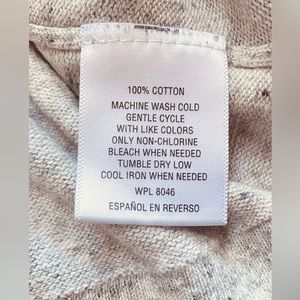 100% COTTON
MACHINE WASH COLD
GENTLE CYCLE
WITH LIKE COLORS
ONLY NON-CHLORINE
BLEACH WHEN NEEDED
TUMBLE DRY LOW
COOL IRON WHEN NEEDED
WPL 8046
ESPAÑOL EN REVERSO